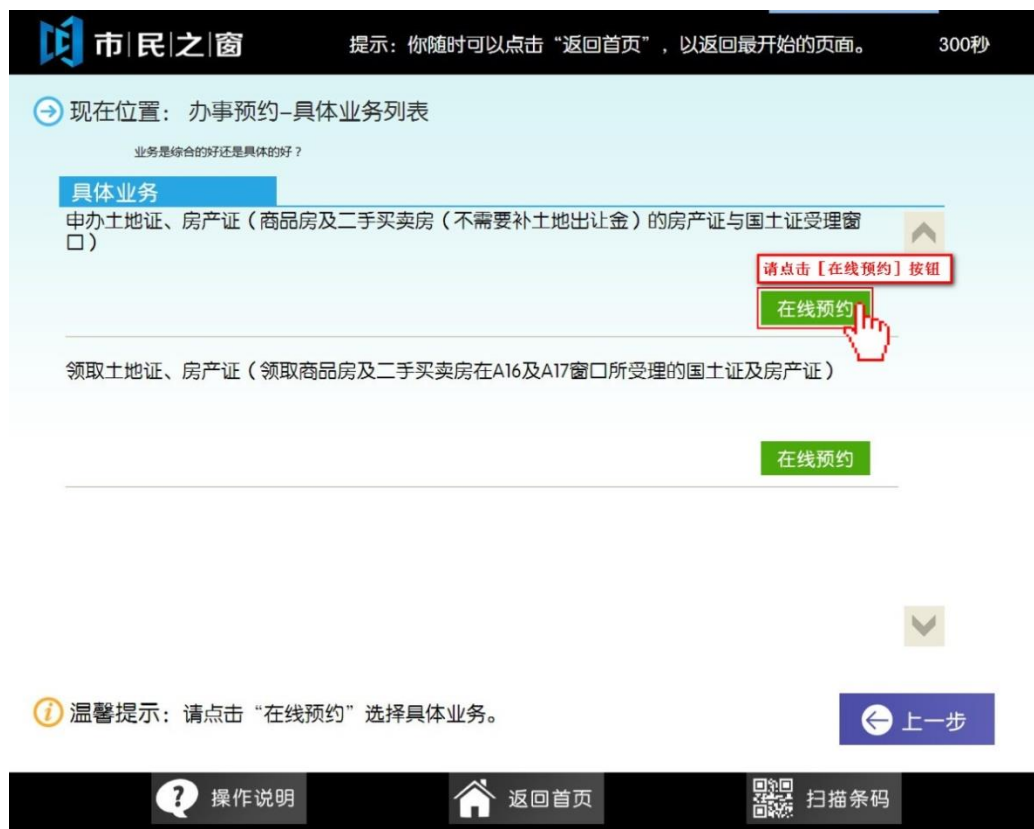 市|民|之|窗
提示：你随时可以点击“返回首页”，以返回最开始的页面。
300秒
现在位置： 办事预约-具体业务列表
业务是综合的好还是具体的好？
具体业务
申办土地证、房产证（商品房及二手买卖房（不需要补土地出让金）的房产证与国土证受理窗
口）
请点击［在线预约］按钮
在线预约
领取土地证、房产证（领取商品房及二手买卖房在A16及A17窗口所受理的国土证及房产证）
在线预约
温馨提示：请点击“在线预约”选择具体业务。
上一步
操作说明
返回首页
扫描条码